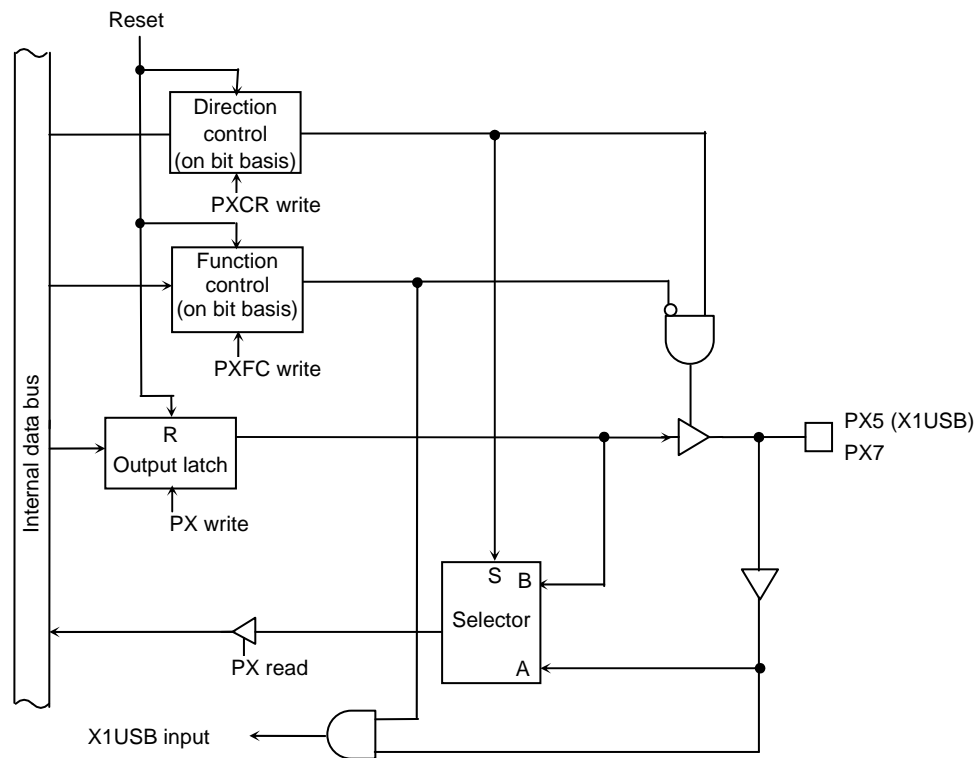 Reset
Direction
control
(on bit basis)
PXCR write
Function
control
(on bit basis)
PXFC write
Internal data bus
R
Output latch
PX write
PX5 (X1USB)
PX7
S
B
Selector
A
PX read
X1USB input